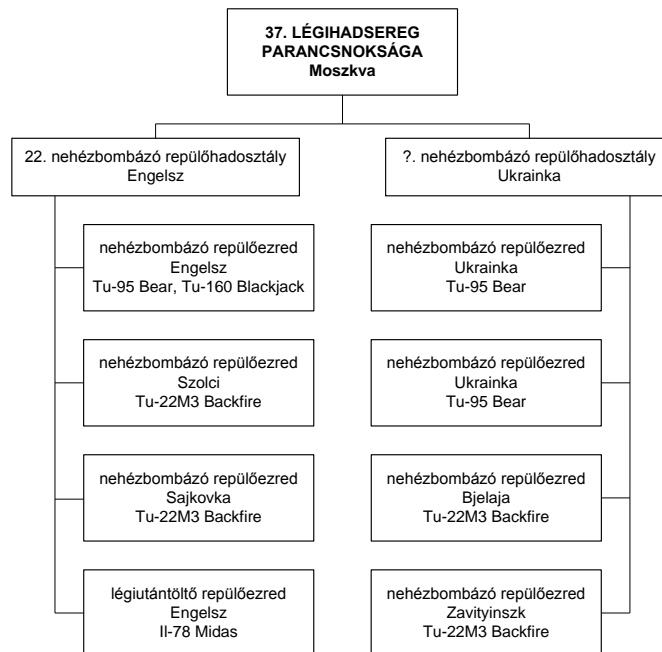 37. LÉGIHADSEREG
PARANCSNOKSÁGA
Moszkva
22. nehézbombázó repülőhadosztály
Engelsz
?. nehézbombázó repülőhadosztály
Ukrainka
nehézbombázó repülőezred
Engelsz
Tu-95 Bear, Tu-160 Blackjack
nehézbombázó repülőezred
Ukrainka
Tu-95 Bear
nehézbombázó repülőezred
Szolci
Tu-22M3 Backfire
nehézbombázó repülőezred
Ukrainka
Tu-95 Bear
nehézbombázó repülőezred
Sajkovka
Tu-22M3 Backfire
nehézbombázó repülőezred
Bjelaja
Tu-22M3 Backfire
légiutántöltő repülőezred
Engelsz
Il-78 Midas
nehézbombázó repülőezred
Zavityinszk
Tu-22M3 Backfire